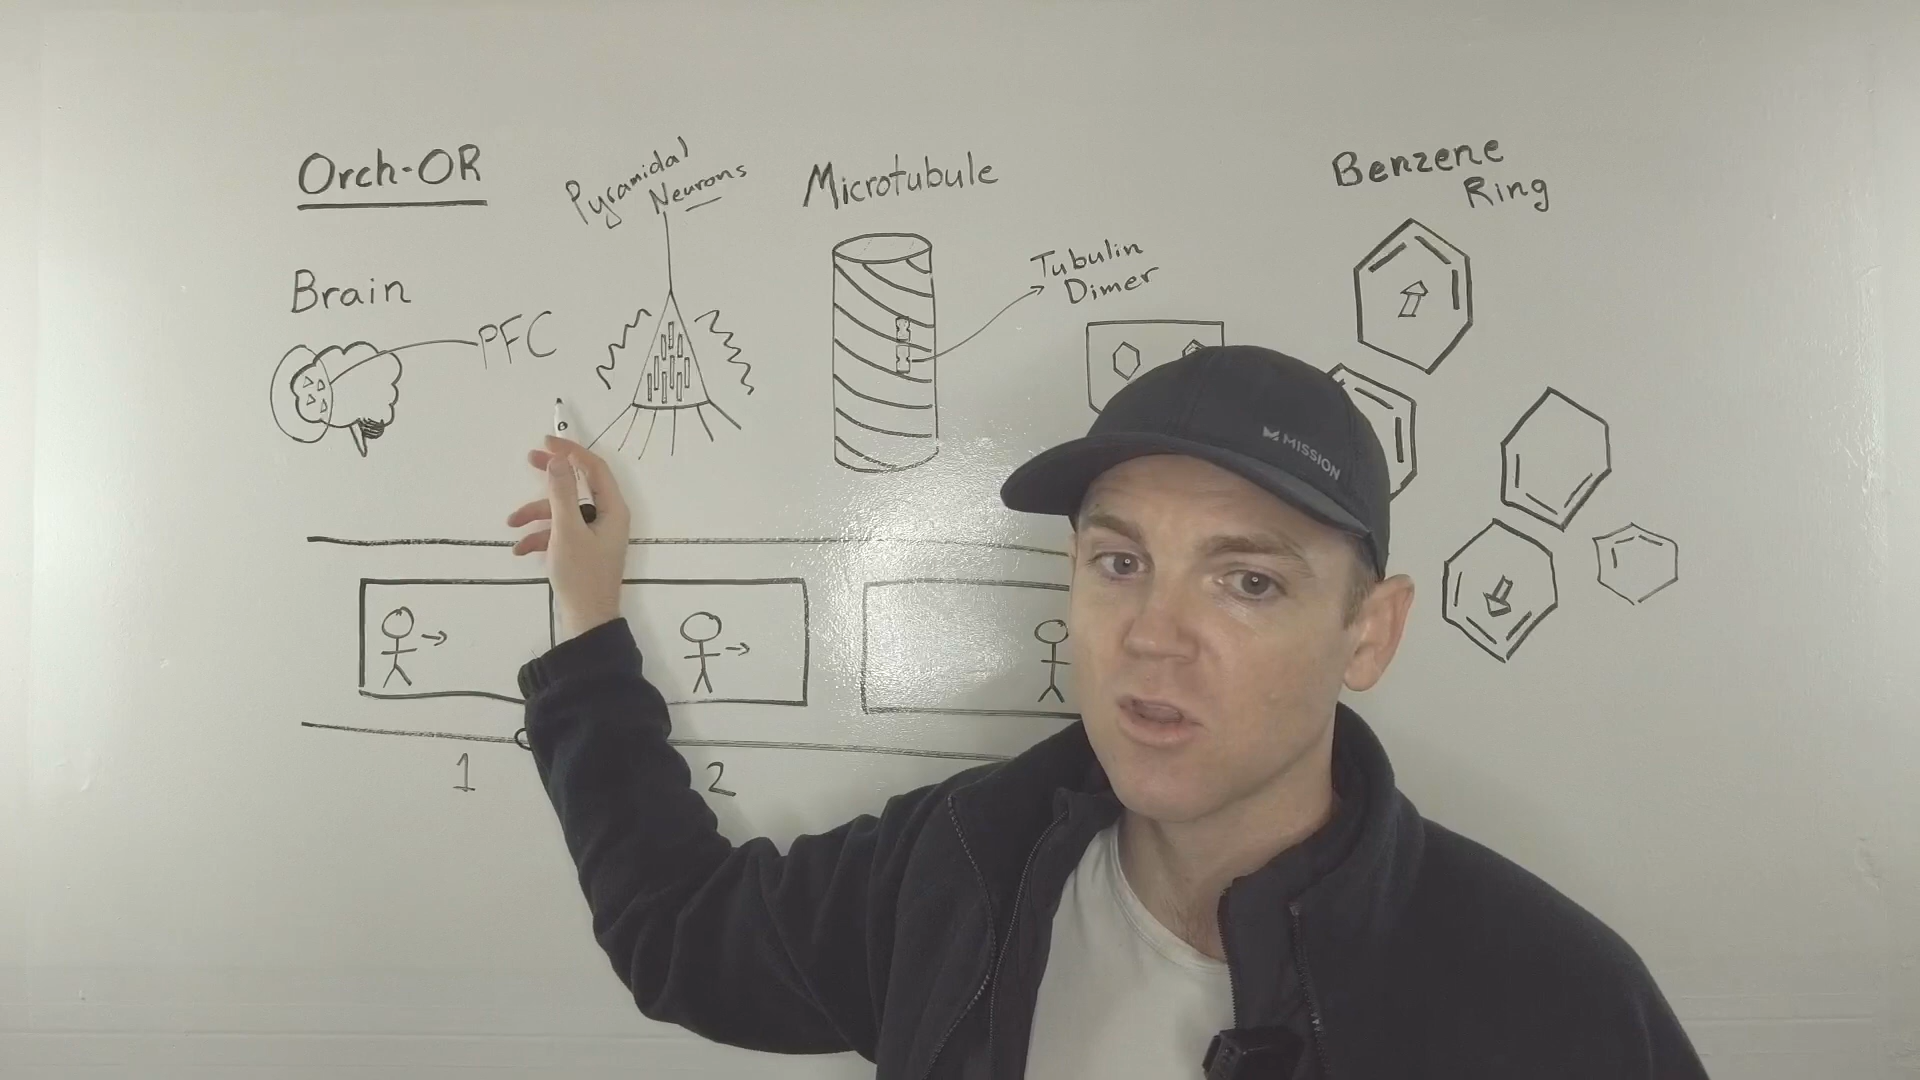 Orch-OR
Pyramidal
Neurons
Microtubule
Benzene
Ring
Brain
PFC
Tubulin
Dimer
MISSION
1
2